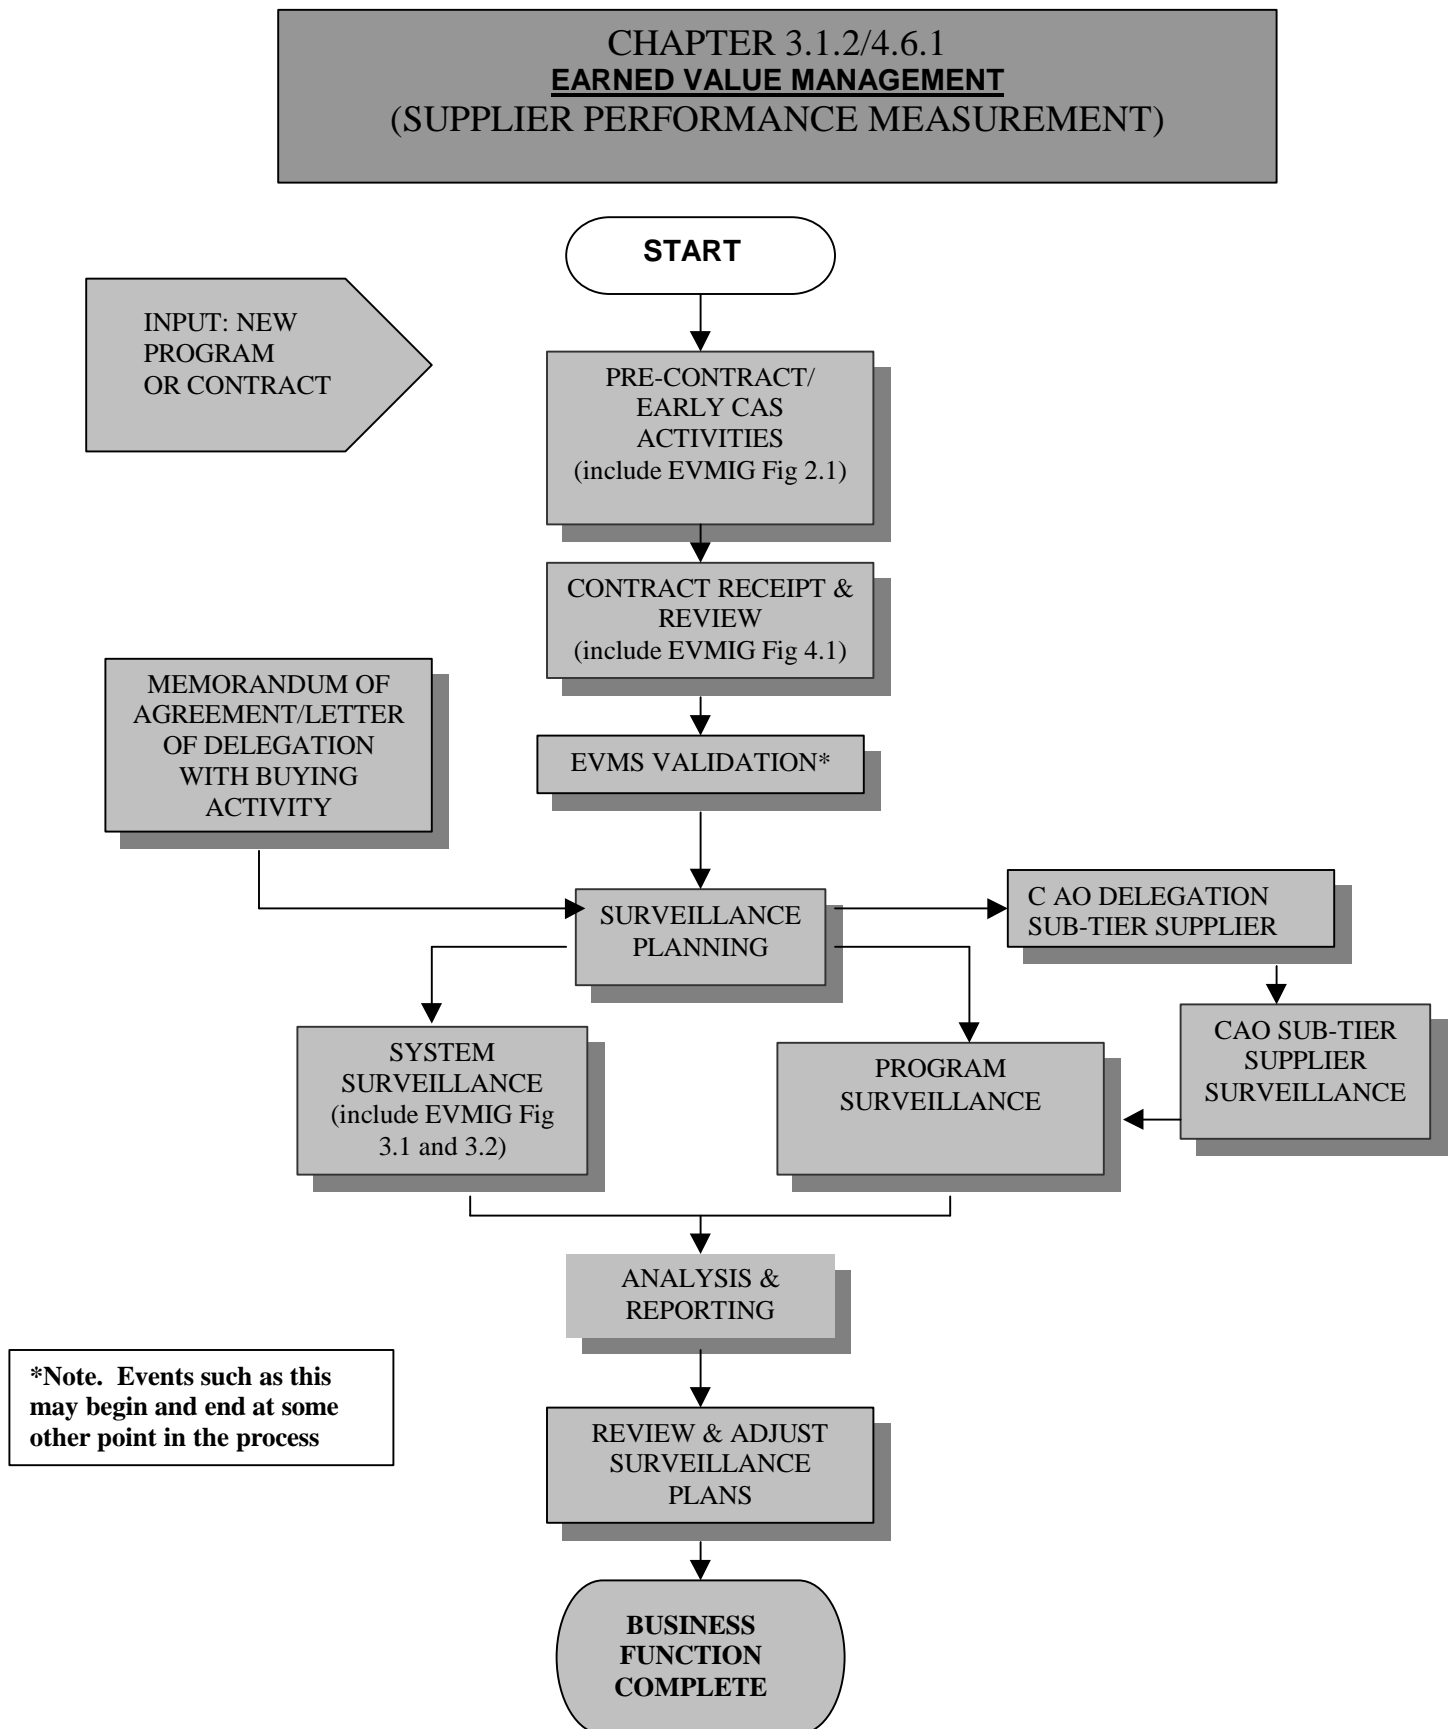 CHAPTER 3.1.2/4.6.1
EARNED VALUE MANAGEMENT
(SUPPLIER PERFORMANCE MEASUREMENT)
START
INPUT: NEW
PROGRAM
OR CONTRACT
PRE-CONTRACT/
EARLY CAS
ACTIVITIES
(include EVMIG Fig 2.1)
CONTRACT RECEIPT &
REVIEW
(include EVMIG Fig 4.1)
MEMORANDUM OF
AGREEMENT/LETTER
OF DELEGATION
WITH BUYING
ACTIVITY
EVMS VALIDATION*
SURVEILLANCE
PLANNING
C AO DELEGATION
SUB-TIER SUPPLIER
SYSTEM
SURVEILLANCE
(include EVMIG Fig
3.1 and 3.2)
PROGRAM
SURVEILLANCE
CAO SUB-TIER
SUPPLIER
SURVEILLANCE
ANALYSIS &
REPORTING
*Note.  Events such as this
may begin and end at some
other point in the process
REVIEW & ADJUST
SURVEILLANCE
PLANS
BUSINESS
FUNCTION
COMPLETE